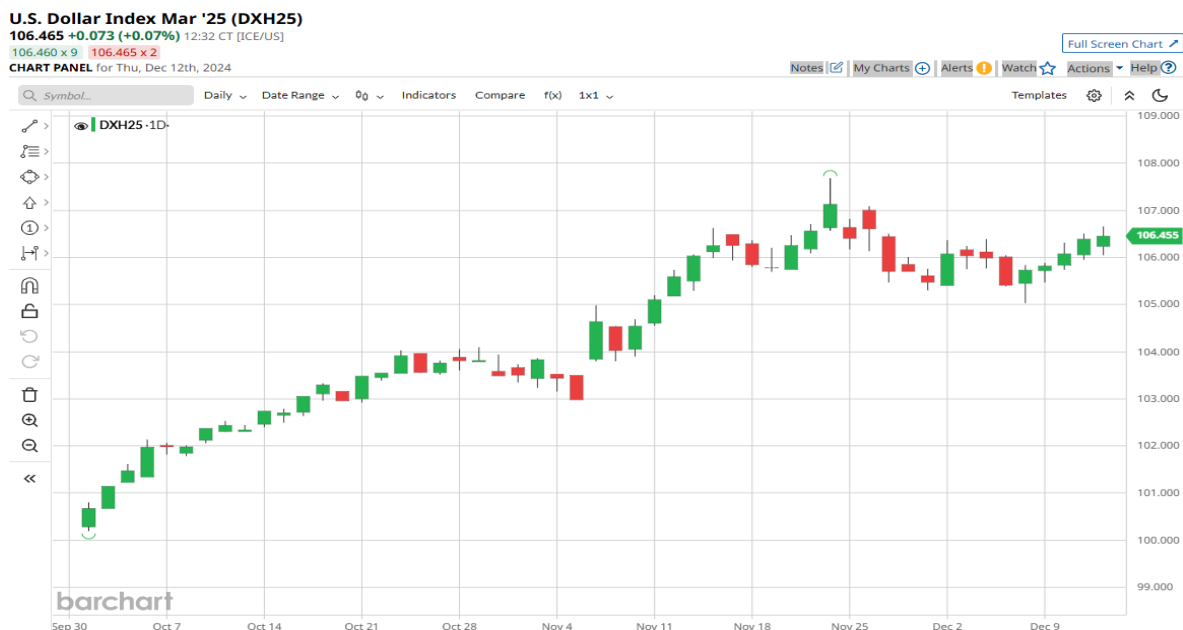 U.S. Dollar Index Mar '25 (DXH25)
106.465 +0.073 (+0.07%) 12:32 CT [ICE/US]
106.460 x 9 106.465 x 2
Full Screen Chart
CHART PANEL for Thu, Dec 12th, 2024
Notes My Charts Alerts Watch Actions Help
Symbol... Daily Date Range Indicators Compare f(x) 1x1 Templates
DXH25 ·1D·
109.000
108.000
107.000
106.455
106.000
105.000
104.000
103.000
102.000
101.000
100.000
99.000
barchart
Sep 30 Oct 7 Oct 14 Oct 21 Oct 28 Nov 4 Nov 11 Nov 18 Nov 25 Dec 2 Dec 9